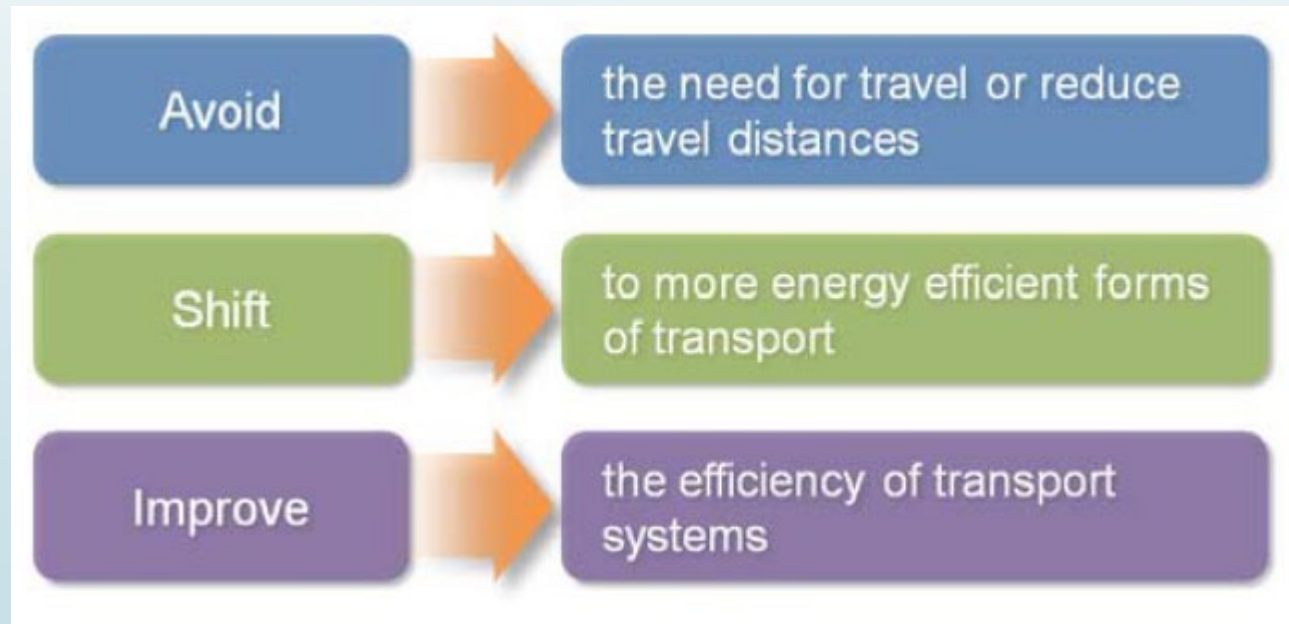 Avoid
the need for travel or reduce
travel distances
Shift
to more energy efficient forms
of transport
Improve
the efficiency of transport
systems